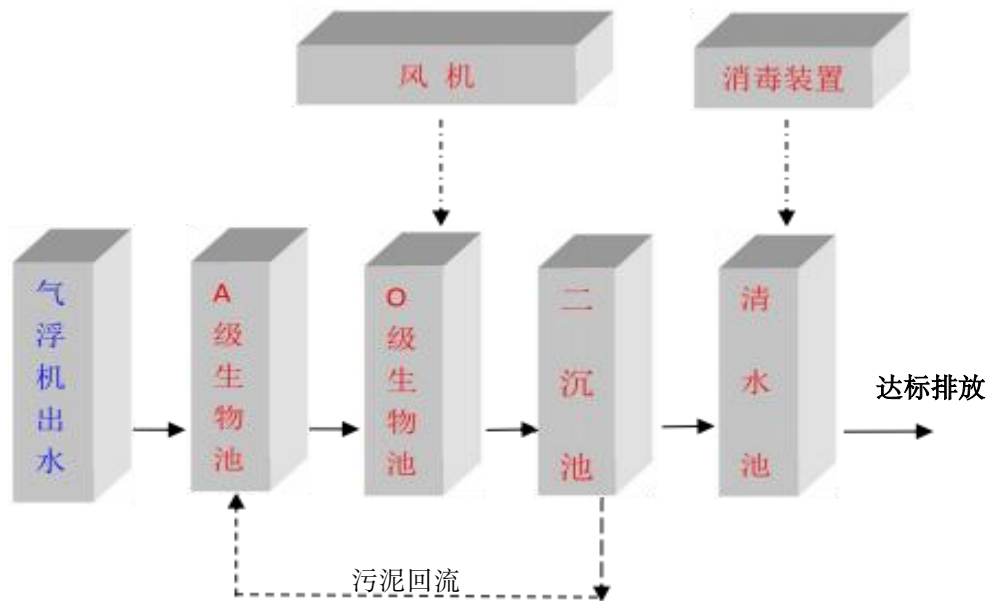 风机
消毒装置
气浮机出水
A级生物池
O级生物池
二沉池
清水池
达标排放
污泥回流